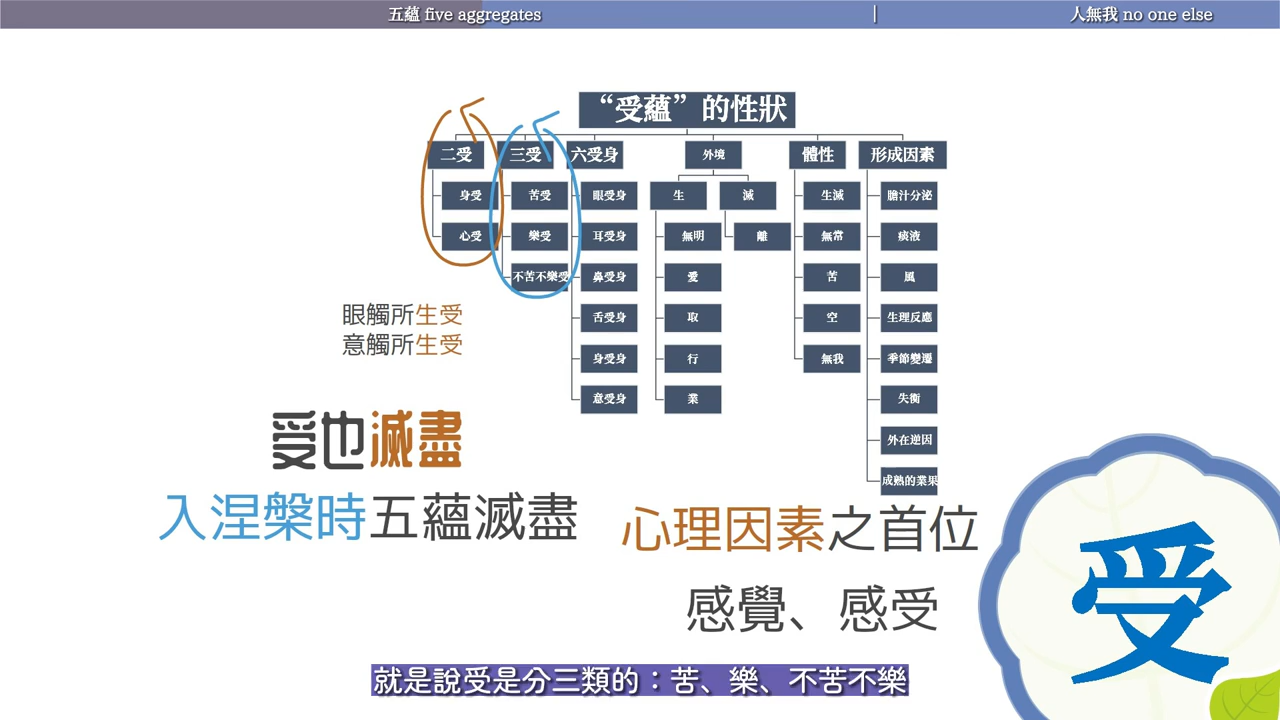 五蘊 five aggregates | 人無我 no one else
“受蘊”的性狀
二受 三受 六受身 外境 體性 形成因素
身受 苦受 眼受身 生 滅 生滅 膽汁分泌
心受 樂受 耳受身 無明 離 無常 痰液
不苦不樂受 鼻受身 愛 苦 風
舌受身 取 空 生理反應
身受身 行 無我 季節變遷
意受身 業 失衡
外在逆因
成熟的業果
眼觸所生受
意觸所生受
受也滅盡
入涅槃時五蘊滅盡
心理因素之首位
感覺、感受
受
就是說受是分三類的：苦、樂、不苦不樂